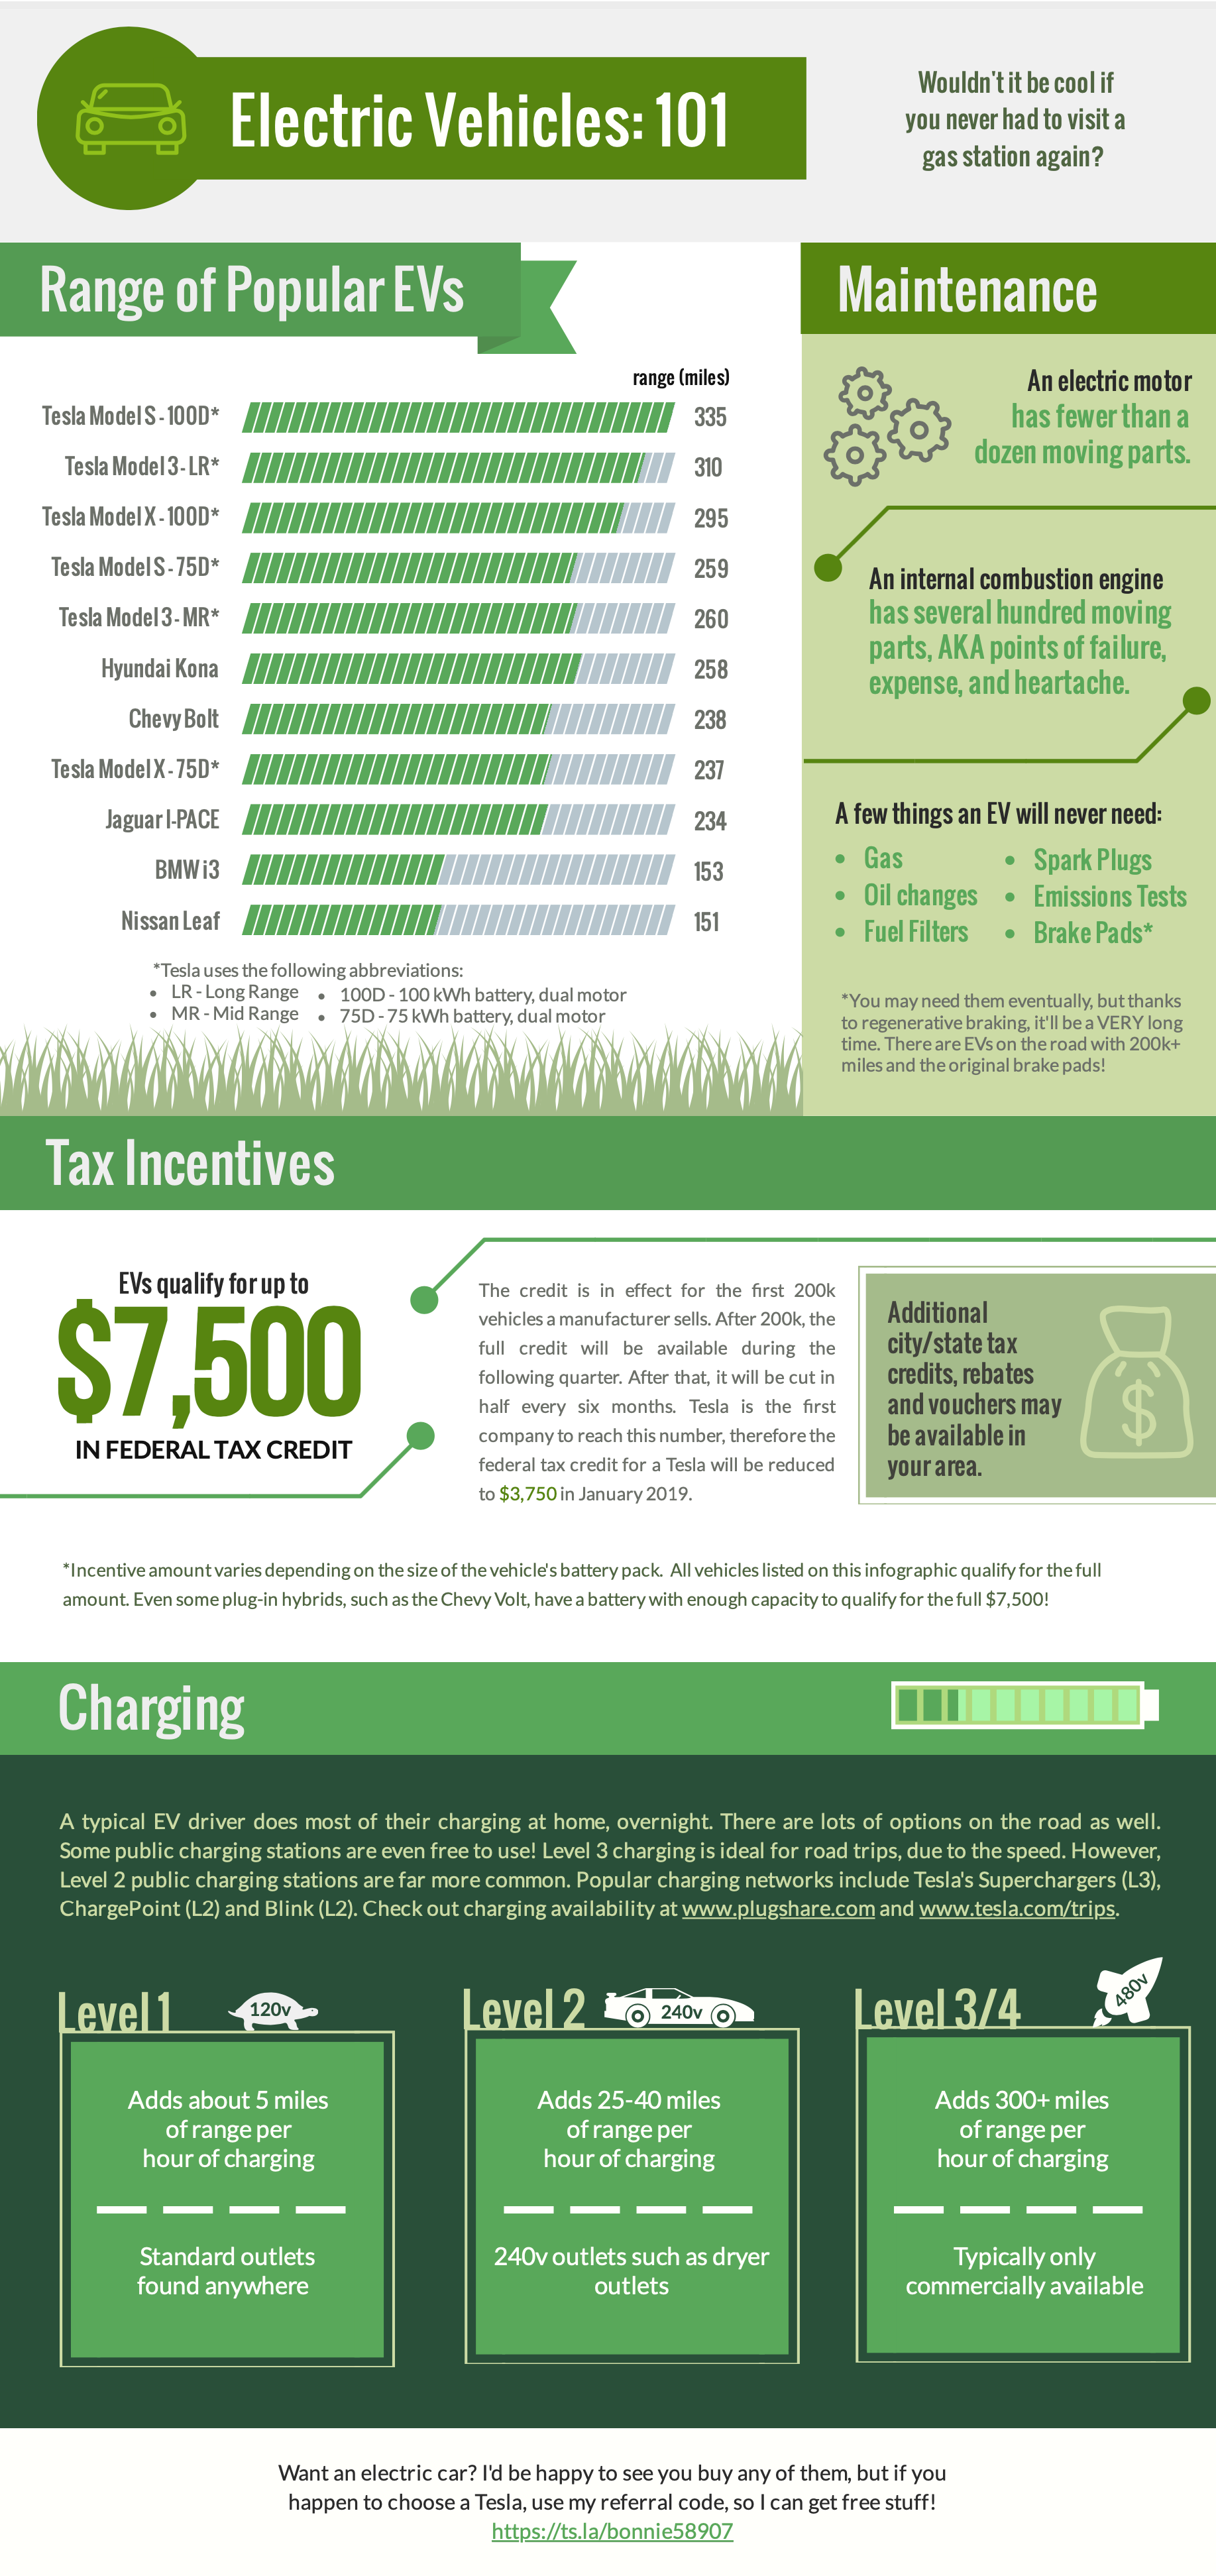 Electric Vehicles: 101
Wouldn't it be cool if
you never had to visit a
gas station again?
Range of Popular EVs
range (miles)
Tesla Model S - 100D* 335
Tesla Model 3 - LR* 310
Tesla Model X - 100D* 295
Tesla Model S - 75D* 259
Tesla Model 3 - MR* 260
Hyundai Kona 258
Chevy Bolt 238
Tesla Model X - 75D* 237
Jaguar I-PACE 234
BMW i3 153
Nissan Leaf 151
*Tesla uses the following abbreviations:
• LR - Long Range
• MR - Mid Range
• 100D - 100 kWh battery, dual motor
• 75D - 75 kWh battery, dual motor
Maintenance
An electric motor
has fewer than a
dozen moving parts.
An internal combustion engine
has several hundred moving
parts, AKA points of failure,
expense, and heartache.
A few things an EV will never need:
• Gas
• Oil changes
• Fuel Filters
• Spark Plugs
• Emissions Tests
• Brake Pads*
*You may need them eventually, but thanks
to regenerative braking, it'll be a VERY long
time. There are EVs on the road with 200k+
miles and the original brake pads!
Tax Incentives
EVs qualify for up to
$7,500
IN FEDERAL TAX CREDIT
The credit is in effect for the first 200k
vehicles a manufacturer sells. After 200k, the
full credit will be available during the
following quarter. After that, it will be cut in
half every six months. Tesla is the first
company to reach this number, therefore the
federal tax credit for a Tesla will be reduced
to $3,750 in January 2019.
Additional
city/state tax
credits, rebates
and vouchers may
be available in
your area.
$
*Incentive amount varies depending on the size of the vehicle's battery pack. All vehicles listed on this infographic qualify for the full
amount. Even some plug-in hybrids, such as the Chevy Volt, have a battery with enough capacity to qualify for the full $7,500!
Charging
A typical EV driver does most of their charging at home, overnight. There are lots of options on the road as well.
Some public charging stations are even free to use! Level 3 charging is ideal for road trips, due to the speed. However,
Level 2 public charging stations are far more common. Popular charging networks include Tesla's Superchargers (L3),
ChargePoint (L2) and Blink (L2). Check out charging availability at www.plugshare.com and www.tesla.com/trips.
Level 1
120v
Adds about 5 miles
of range per
hour of charging
Standard outlets
found anywhere
Level 2
240v
Adds 25-40 miles
of range per
hour of charging
240v outlets such as dryer
outlets
Level 3/4
480v
Adds 300+ miles
of range per
hour of charging
Typically only
commercially available
Want an electric car? I'd be happy to see you buy any of them, but if you
happen to choose a Tesla, use my referral code, so I can get free stuff!
https://ts.la/bonnie58907